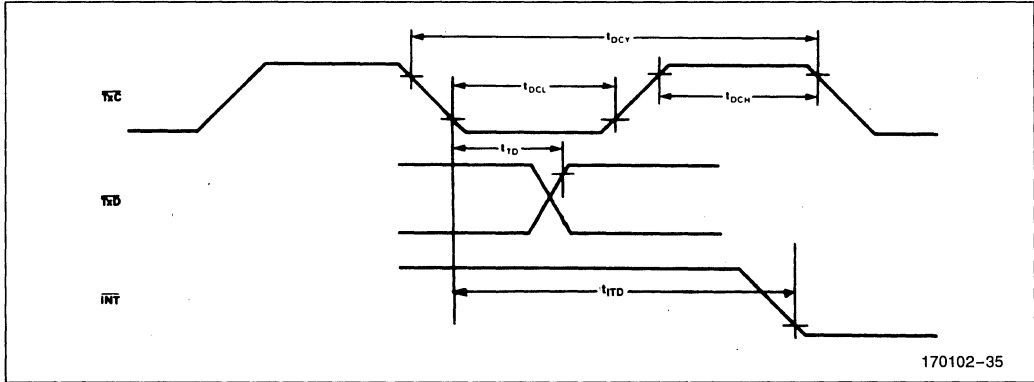 tDCY
TxC
tDCL
tDCH
tTD
TxD
INT
tITD
170102-35